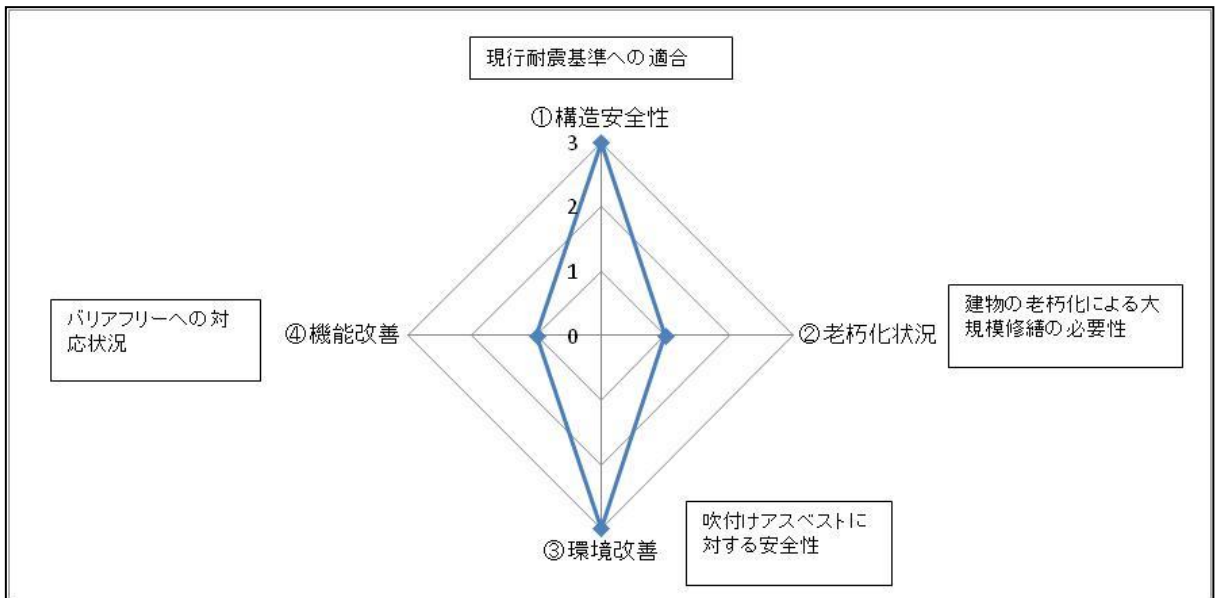 現行耐震基準への適合
①構造安全性
3
2
1
0
バリアフリーへの対
応状況
④機能改善
②老朽化状況
建物の老朽化による大
規模修繕の必要性
③環境改善
吹付けアスベストに
対する安全性